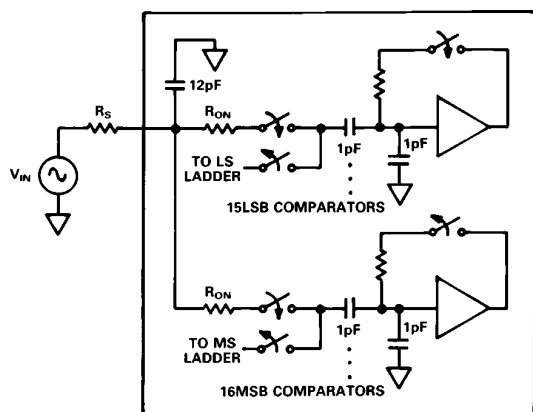 12pF
RS
RON
VIN
TO LS
LADDER
1pF
1pF
15LSB COMPARATORS
RON
TO MS
LADDER
1pF
1pF
16MSB COMPARATORS